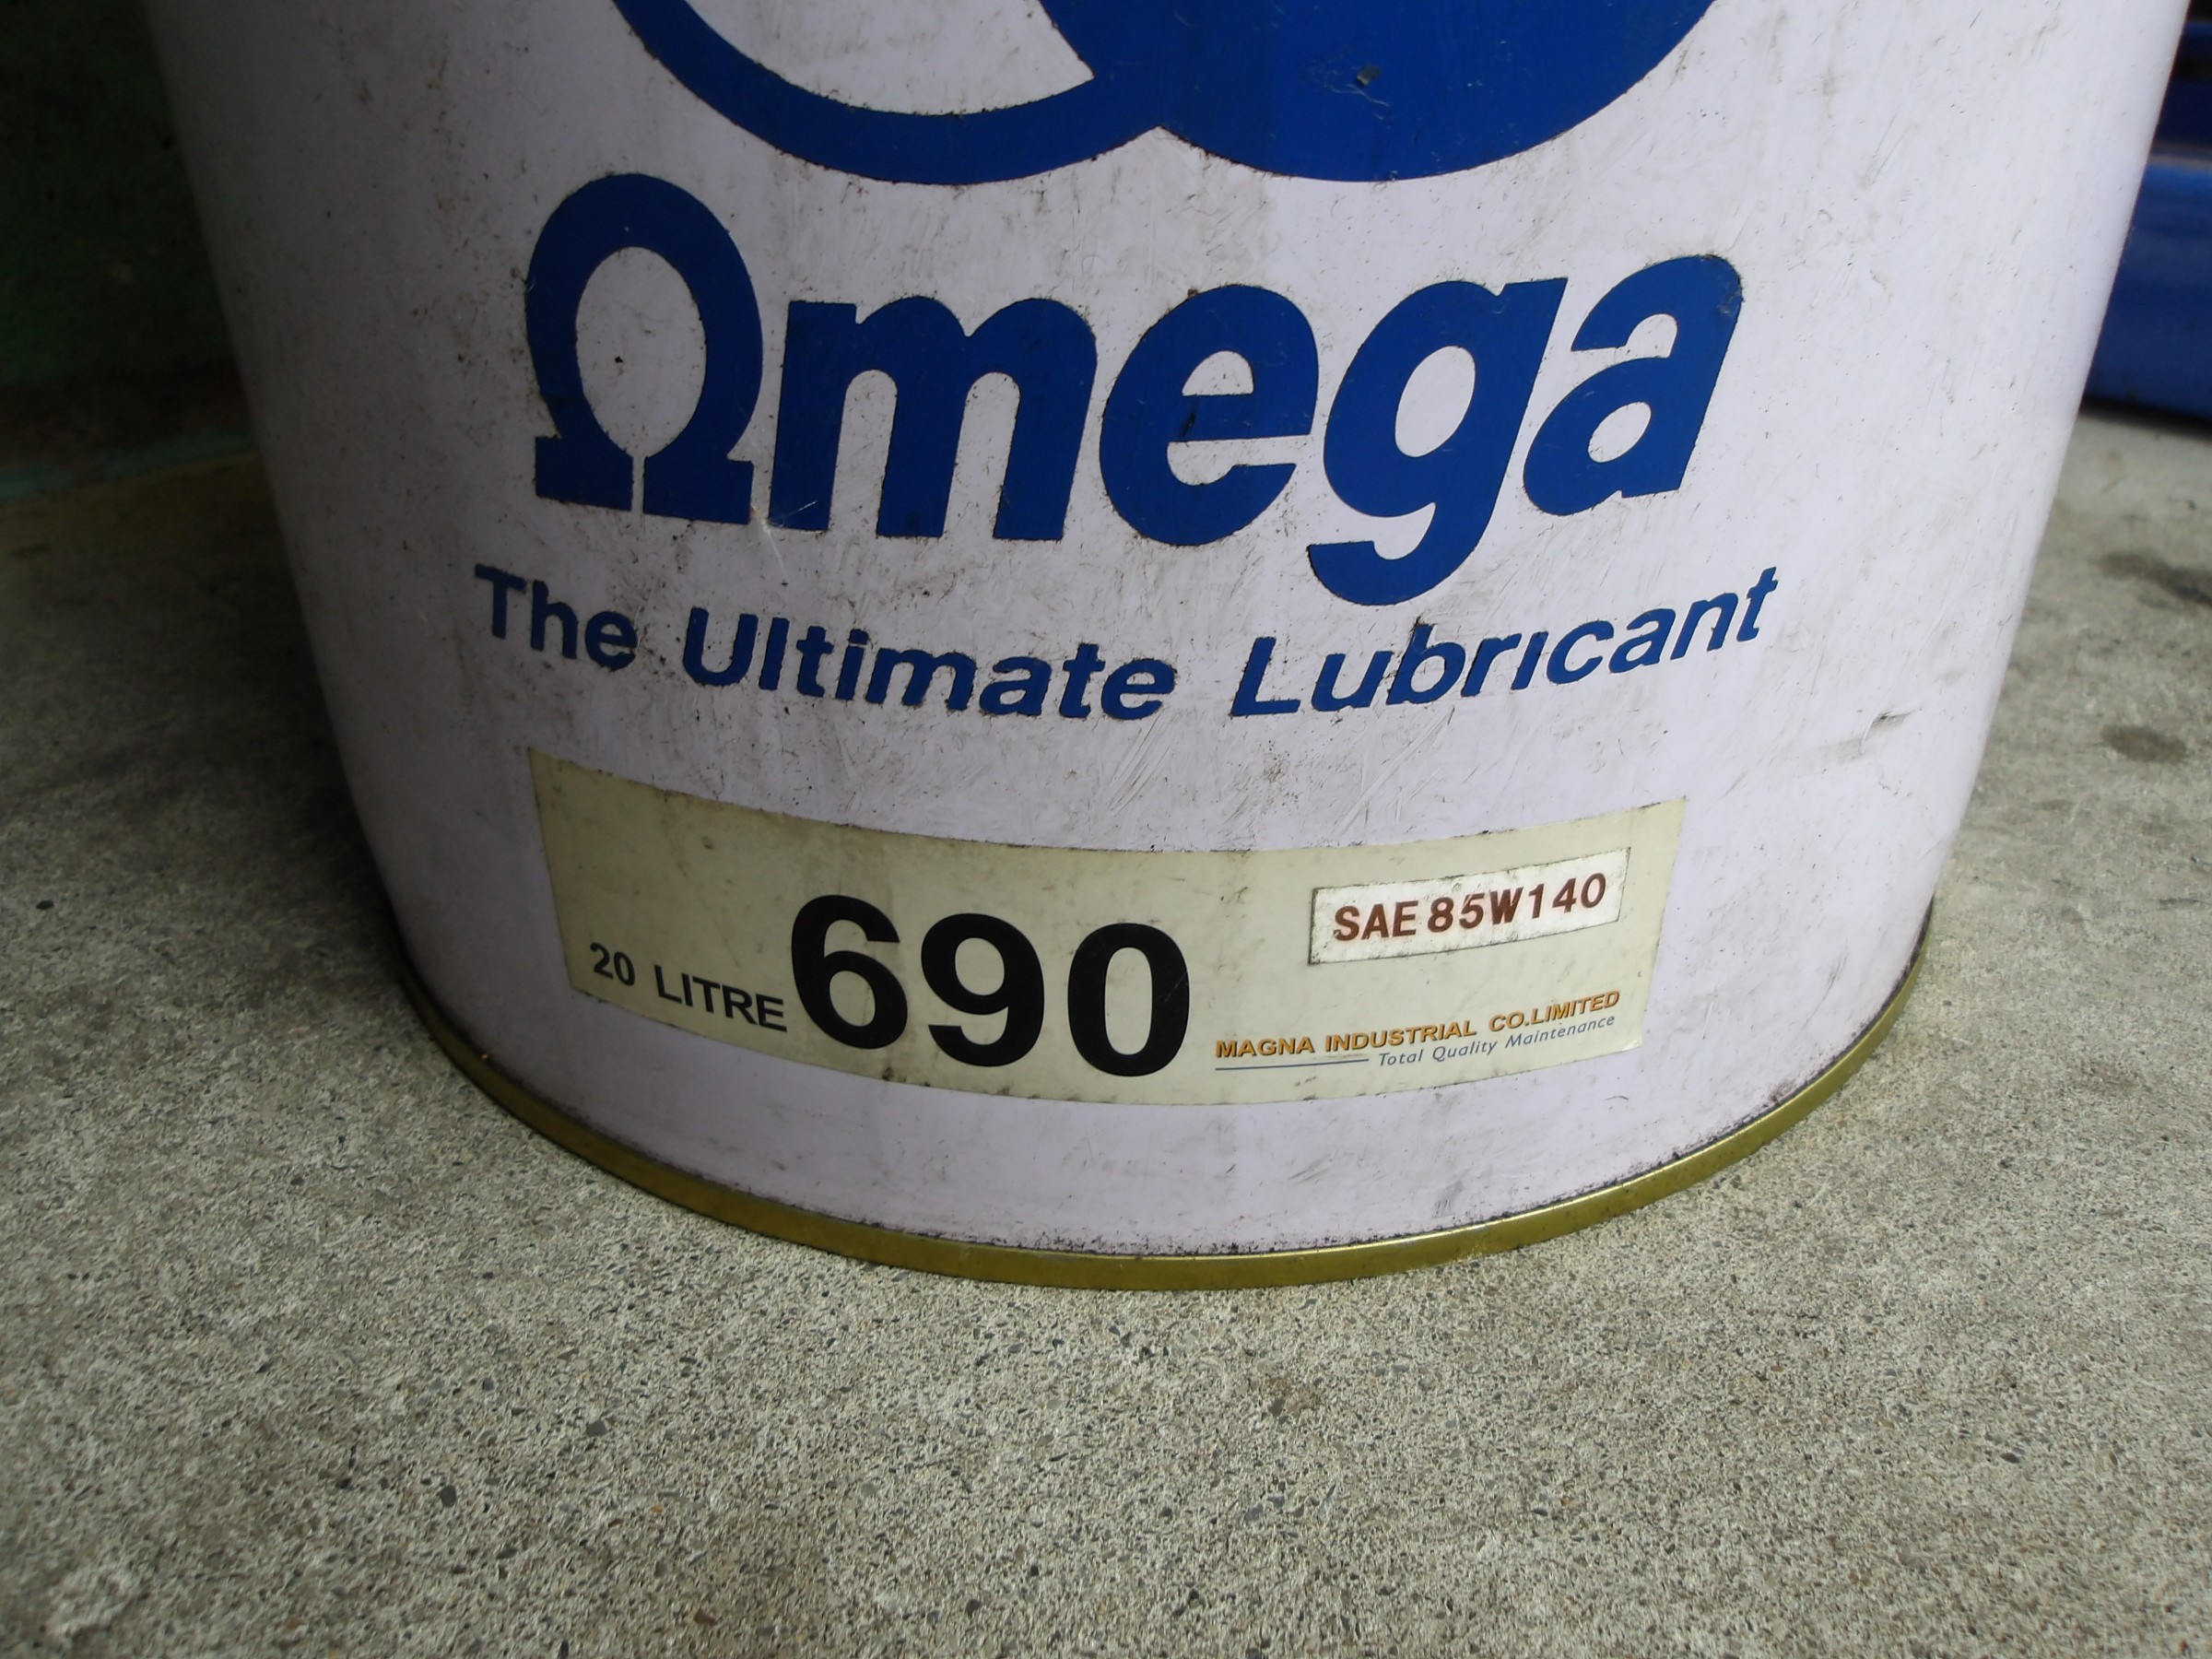 Ωmega
The Ultimate Lubricant
SAE 85W140
20 LITRE 690
MAGNA INDUSTRIAL CO.LIMITED
Total Quality Maintenance